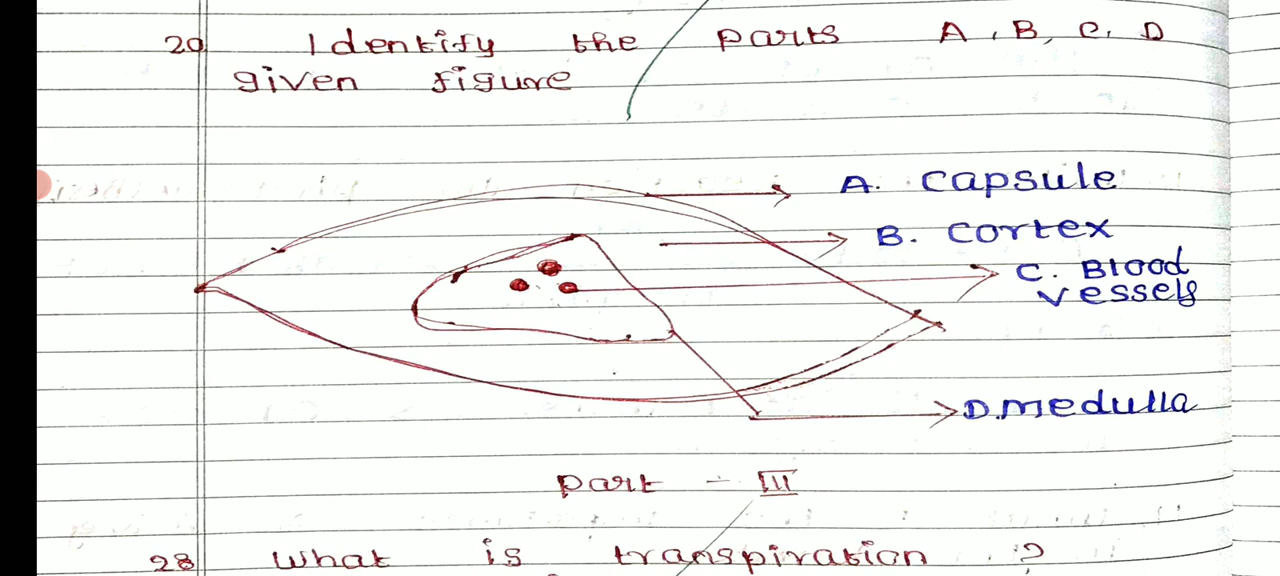 20 Identify the parts A, B, C, D
given figure
A. Capsule
B. Cortex
C. Blood
vessels
D. medulla
Part - III
28 What is transpiration ?